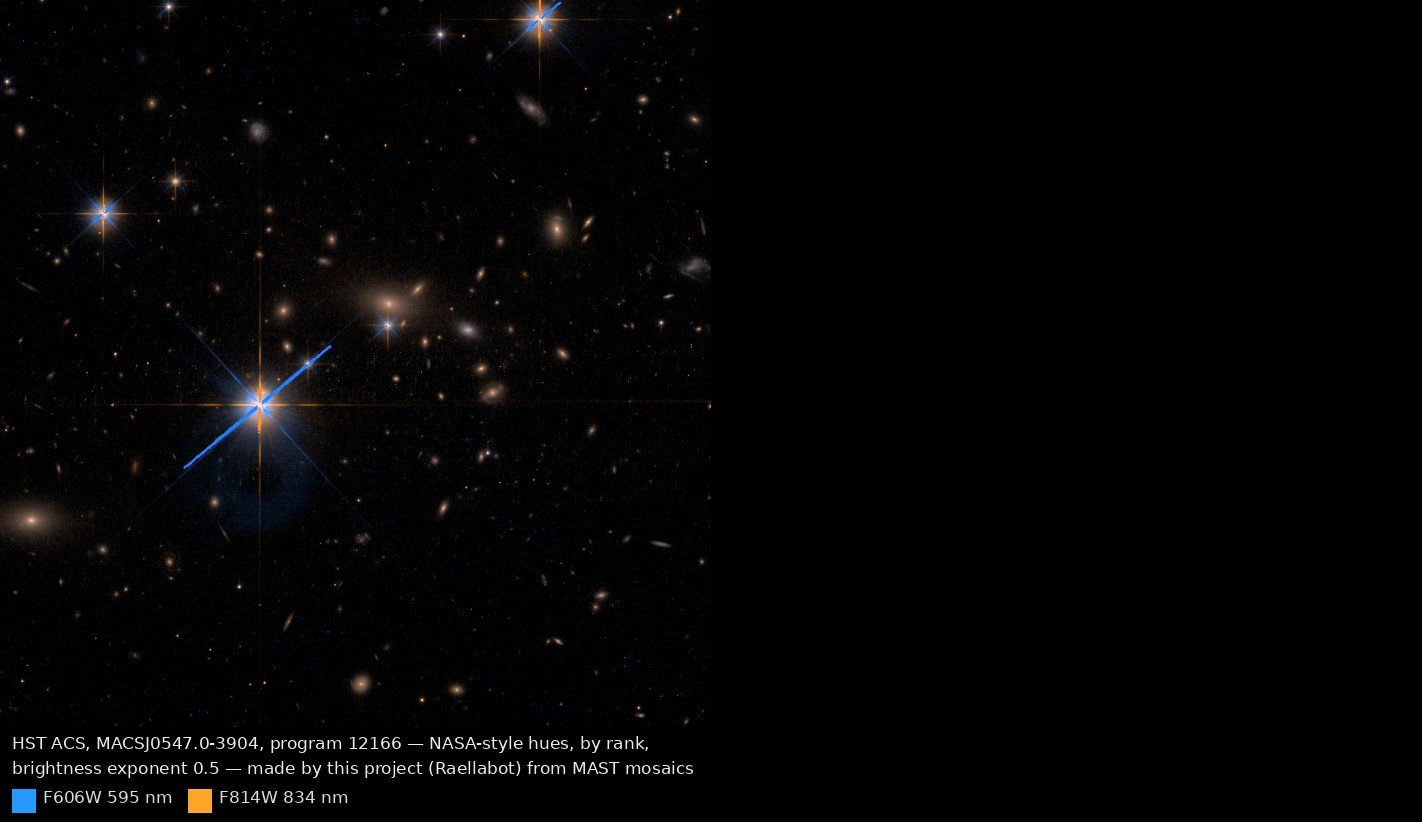 HST ACS, MACSJ0547.0-3904, program 12166 — NASA-style hues, by rank,
brightness exponent 0.5 — made by this project (Raellabot) from MAST mosaics
F606W 595 nm F814W 834 nm